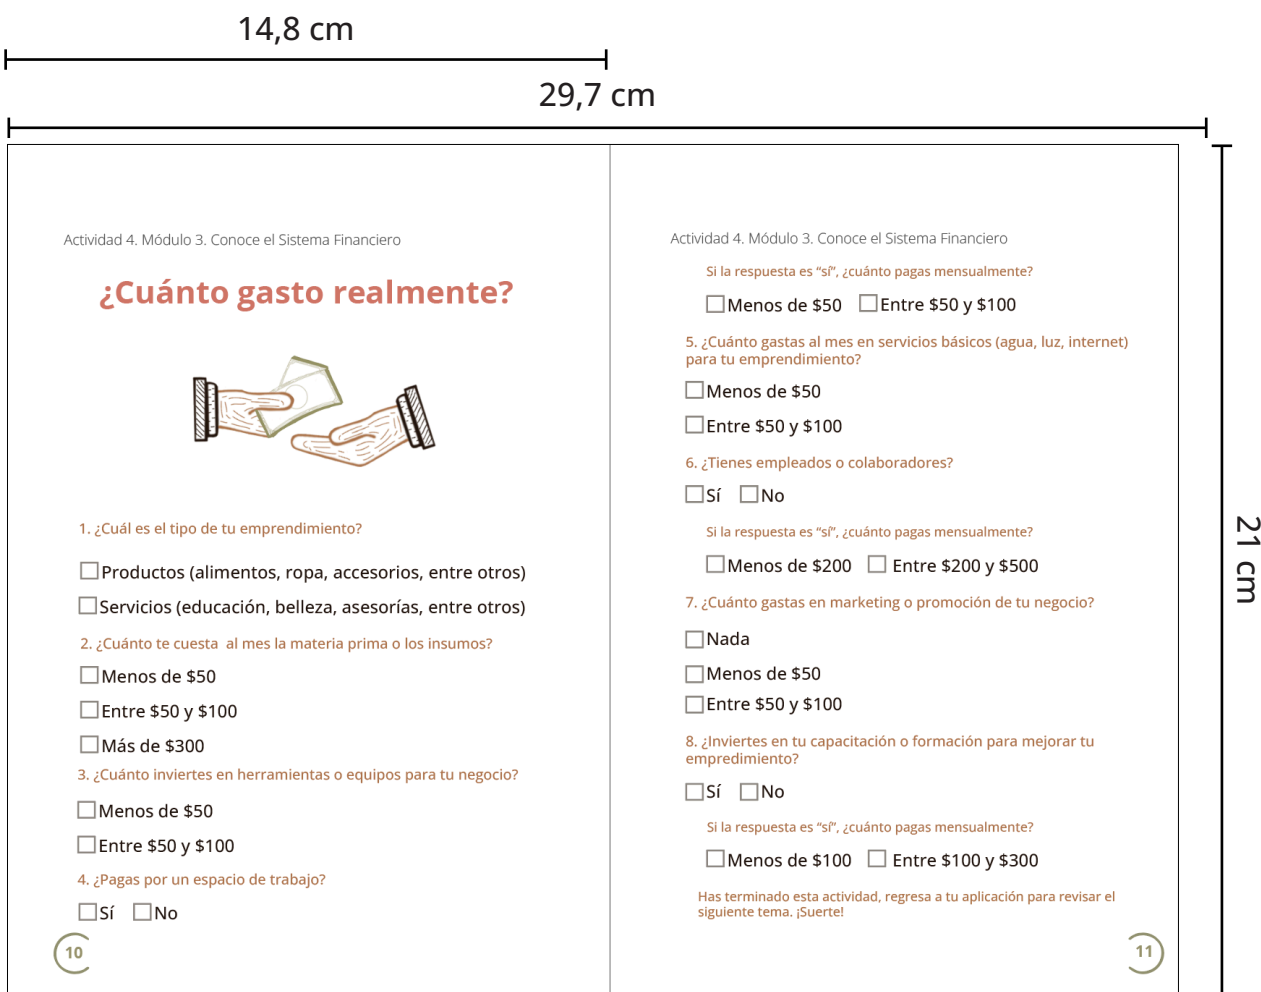 14,8 cm
29,7 cm
Actividad 4. Módulo 3. Conoce el Sistema Financiero
¿Cuánto gasto realmente?
1. ¿Cuál es el tipo de tu emprendimiento?
Productos (alimentos, ropa, accesorios, entre otros)
Servicios (educación, belleza, asesorías, entre otros)
2. ¿Cuánto te cuesta al mes la materia prima o los insumos?
Menos de $50
Entre $50 y $100
Más de $300
3. ¿Cuánto inviertes en herramientas o equipos para tu negocio?
Menos de $50
Entre $50 y $100
4. ¿Pagas por un espacio de trabajo?
Sí No
10
Actividad 4. Módulo 3. Conoce el Sistema Financiero
Si la respuesta es “sí”, ¿cuánto pagas mensualmente?
Menos de $50 Entre $50 y $100
5. ¿Cuánto gastas al mes en servicios básicos (agua, luz, internet)
para tu emprendimiento?
Menos de $50
Entre $50 y $100
6. ¿Tienes empleados o colaboradores?
Sí No
Si la respuesta es “sí”, ¿cuánto pagas mensualmente?
Menos de $200 Entre $200 y $500
7. ¿Cuánto gastas en marketing o promoción de tu negocio?
Nada
Menos de $50
Entre $50 y $100
8. ¿Inviertes en tu capacitación o formación para mejorar tu
empredimiento?
Sí No
Si la respuesta es “sí”, ¿cuánto pagas mensualmente?
Menos de $100 Entre $100 y $300
Has terminado esta actividad, regresa a tu aplicación para revisar el
siguiente tema. ¡Suerte!
11
21 cm